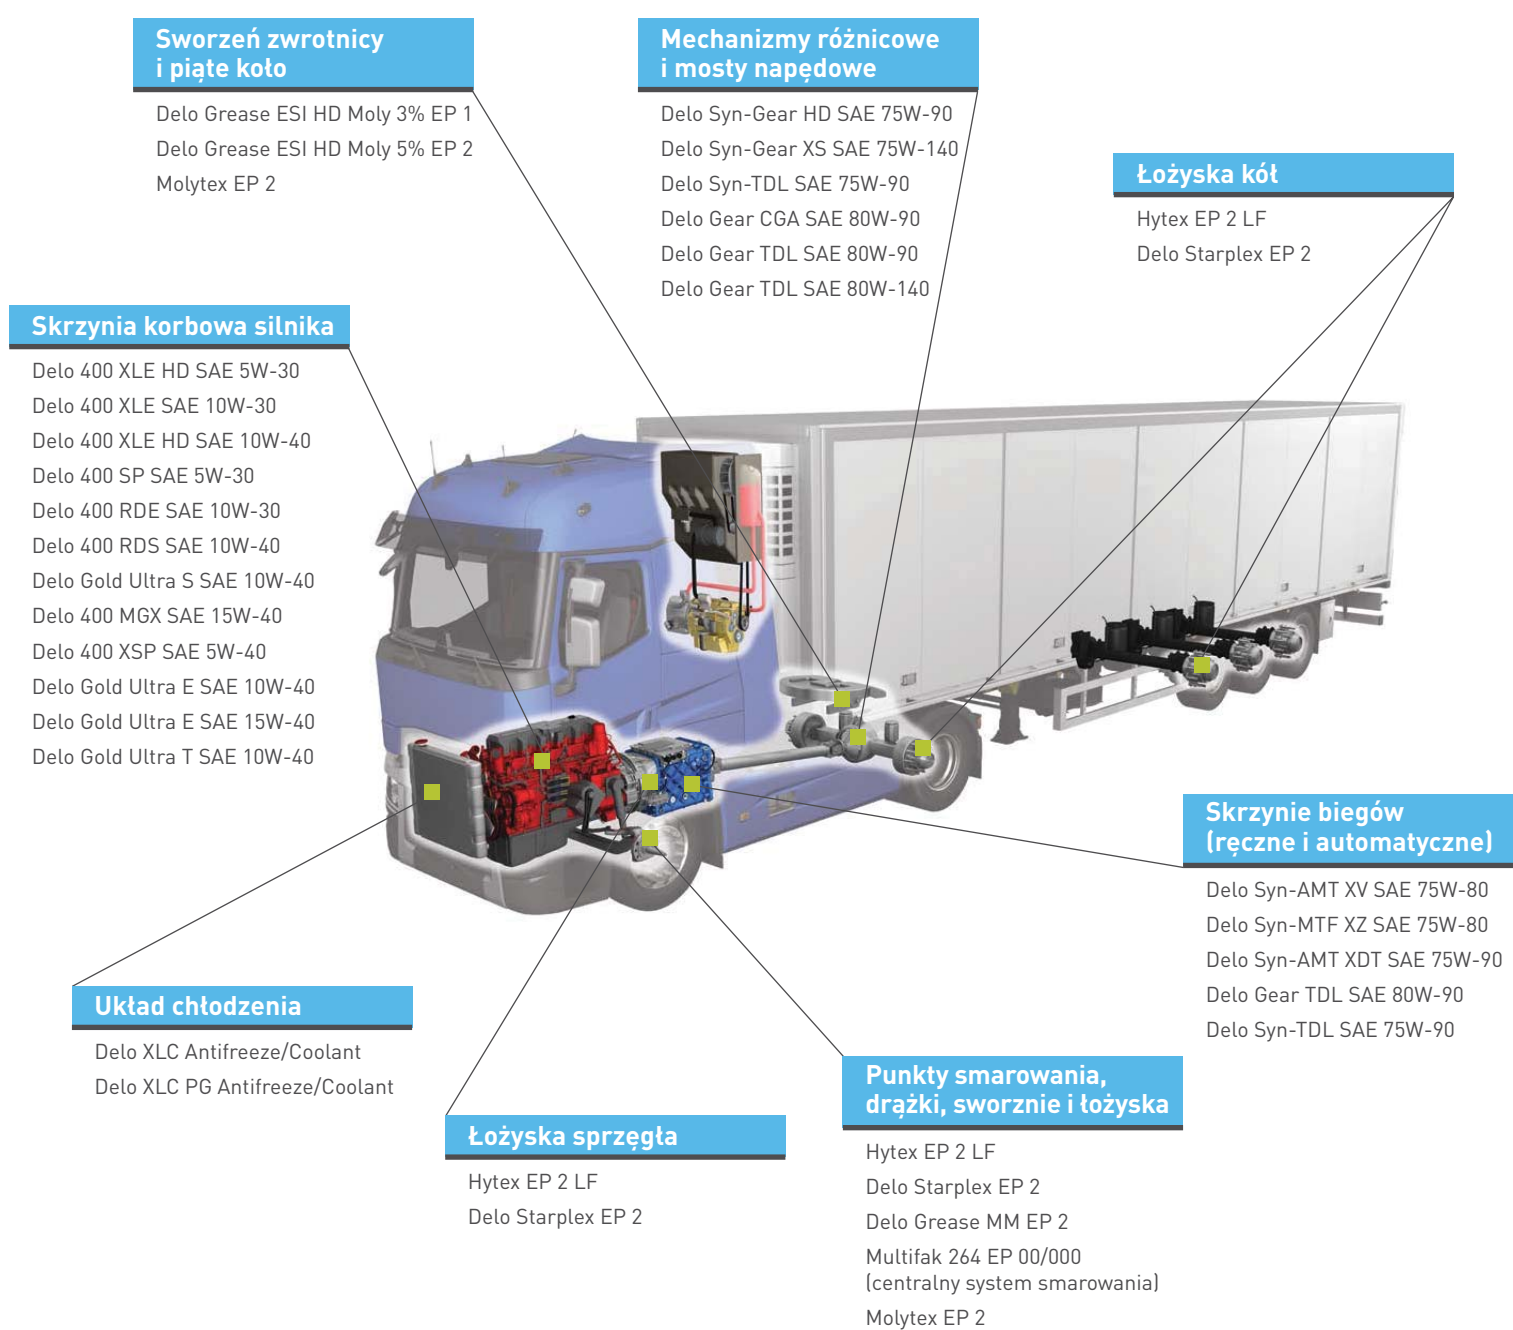 Sworzeń zwrotnicy
i piąte koło
Delo Grease ESI HD Moly 3% EP 1
Delo Grease ESI HD Moly 5% EP 2
Molytex EP 2
Mechanizmy różnicowe
i mosty napędowe
Delo Syn-Gear HD SAE 75W-90
Delo Syn-Gear XS SAE 75W-140
Delo Syn-TDL SAE 75W-90
Delo Gear CGA SAE 80W-90
Delo Gear TDL SAE 80W-90
Delo Gear TDL SAE 80W-140
Łożyska kół
Hytex EP 2 LF
Delo Starplex EP 2
Skrzynia korbowa silnika
Delo 400 XLE HD SAE 5W-30
Delo 400 XLE SAE 10W-30
Delo 400 XLE HD SAE 10W-40
Delo 400 SP SAE 5W-30
Delo 400 RDE SAE 10W-30
Delo 400 RDS SAE 10W-40
Delo Gold Ultra S SAE 10W-40
Delo 400 MGX SAE 15W-40
Delo 400 XSP SAE 5W-40
Delo Gold Ultra E SAE 10W-40
Delo Gold Ultra E SAE 15W-40
Delo Gold Ultra T SAE 10W-40
Skrzynie biegów
(ręczne i automatyczne)
Delo Syn-AMT XV SAE 75W-80
Delo Syn-MTF XZ SAE 75W-80
Delo Syn-AMT XDT SAE 75W-90
Delo Gear TDL SAE 80W-90
Delo Syn-TDL SAE 75W-90
Układ chłodzenia
Delo XLC Antifreeze/Coolant
Delo XLC PG Antifreeze/Coolant
Łożyska sprzęgła
Hytex EP 2 LF
Delo Starplex EP 2
Punkty smarowania,
drążki, sworznie i łożyska
Hytex EP 2 LF
Delo Starplex EP 2
Delo Grease MM EP 2
Multifak 264 EP 00/000
(centralny system smarowania)
Molytex EP 2